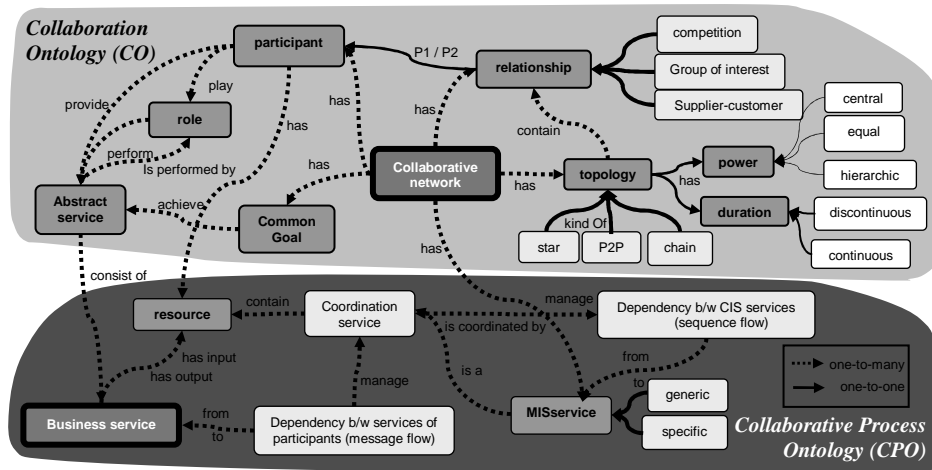 Collaboration
Ontology (CO)
participant
P1 / P2
relationship
competition
Group of interest
Supplier-customer
provide
play
role
has
has
has
contain
central
equal
hierarchic
power
perform
Is performed by
has
Collaborative
network
has
topology
has
Abstract
service
achieve
Common
Goal
duration
discontinuous
continuous
kind Of
star
P2P
chain
has
consist of
resource
contain
Coordination
service
manage
is coordinated by
Dependency b/w CIS services
(sequence flow)
has input
has output
manage
is a
from
to
one-to-many
one-to-one
generic
specific
MISservice
Business service
from
to
Dependency b/w services of
participants (message flow)
Collaborative Process
Ontology (CPO)